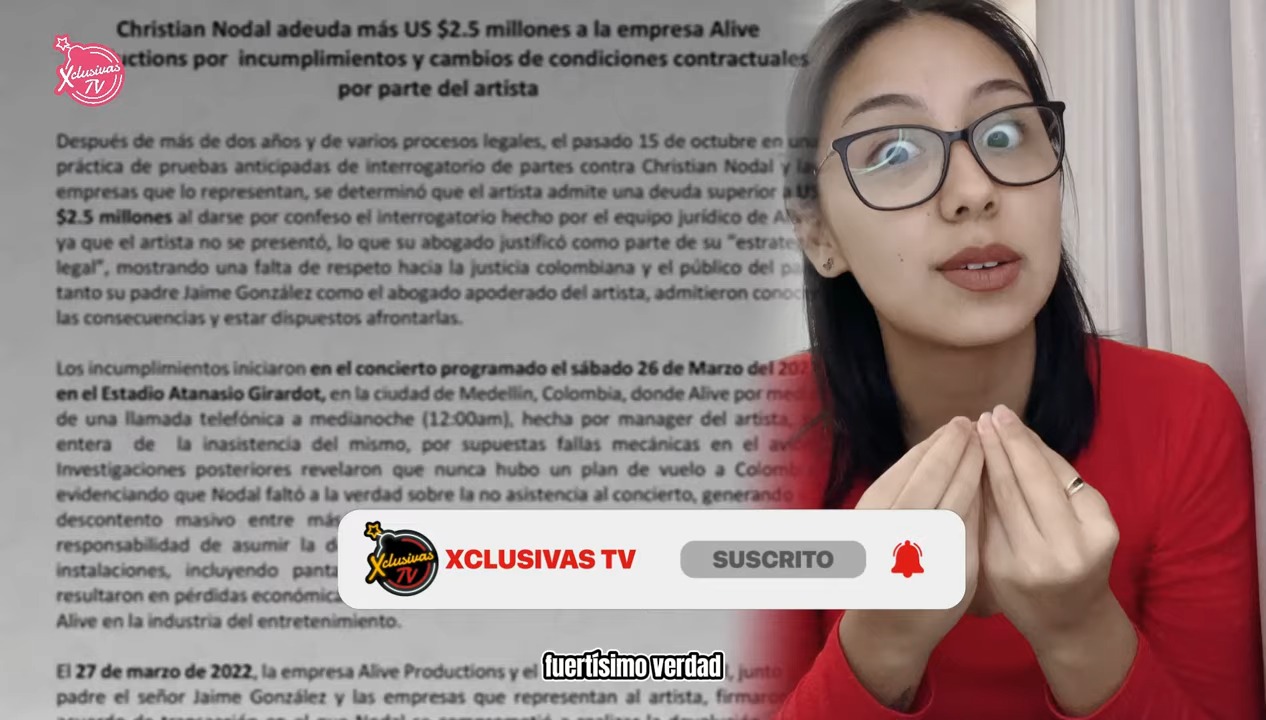 Christian Nodal adeuda más US $2.5 millones a la empresa Alive
por incumplimientos y cambios de condiciones contractuales
por parte del artista
Xclusivas
TV
Después de más de dos años y de varios procesos legales, el pasado 15 de octubre en una
práctica de pruebas anticipadas de interrogatorio de partes contra Christian Nodal y las
empresas que lo representan, se determinó que el artista admite una deuda superior a US
$2.5 millones al darse por confeso el interrogatorio hecho por el equipo jurídico de
ya que el artista no se presentó, lo que su abogado justificó como parte de su
legal”, mostrando una falta de respeto hacia la justicia colombiana y el público del
tanto su padre Jaime González como el abogado apoderado del artista, admitieron
las consecuencias y estar dispuestos afrontarlas.
Los incumplimientos iniciaron en el concierto programado el sábado 26 de Marzo del
en el Estadio Atanasio Girardot, en la ciudad de Medellín, Colombia, donde Alive por
de una llamada telefónica a medianoche (12:00am), hecha por manager del artista,
entera de la inasistencia del mismo, por supuestas fallas mecánicas en el
Investigaciones posteriores revelaron que nunca hubo un plan de vuelo a
evidenciando que Nodal faltó a la verdad sobre la no asistencia al concierto, generando
descontento masivo entre
responsabilidad de asumir la
instalaciones, incluyendo
resultaron en pérdidas
Alive en la industria del entretenimiento.
Xclusivas
TV
XCLUSIVAS TV SUSCRITO
El 27 de marzo de 2022, la empresa Alive Productions y el junto
fuertísimo verdad
padre el señor Jaime González y las empresas que representan al artista,